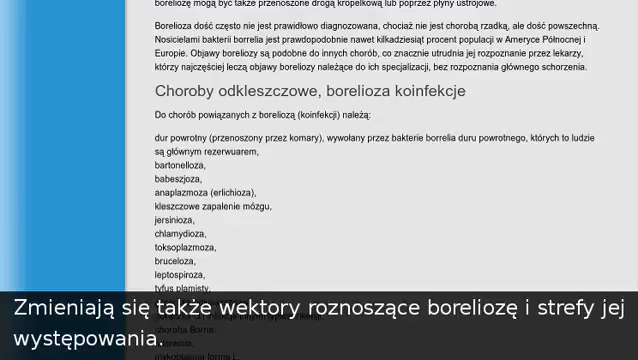 boreliozę mogą być także przenoszone drogą kropelkową lub poprzez płyny ustrojowe.
Borelioza dość często nie jest prawidłowo diagnozowana, chociaż nie jest chorobą rzadką, ale dość powszechną.
Nosicielami bakterii borrelia jest prawdopodobnie nawet kilkadziesiąt procent populacji w Ameryce Północnej i
Europie. Objawy boreliozy są podobne do innych chorób, co znacznie utrudnia jej rozpoznanie przez lekarzy,
którzy najczęściej leczą objawy boreliozy należące do ich specjalizacji, bez rozpoznania głównego schorzenia.
Choroby odkleszczowe, borelioza koinfekcje
Do chorób powiązanych z boreliozą (koinfekcji) należą:
dur powrotny (przenoszony przez komary), wywołany przez bakterie borrelia duru powrotnego, których to ludzie
są głównym rezerwuarem,
bartonelloza,
babeszjoza,
anaplazmoza (erlichioza),
kleszczowe zapalenie mózgu,
jersinioza,
chlamydioza,
toksoplazmoza,
bruceloza,
leptospiroza,
tyfus plamisty,
Zmieniają się także wektory roznoszące boreliozę i strefy jej
choroba Borna,
występowania.